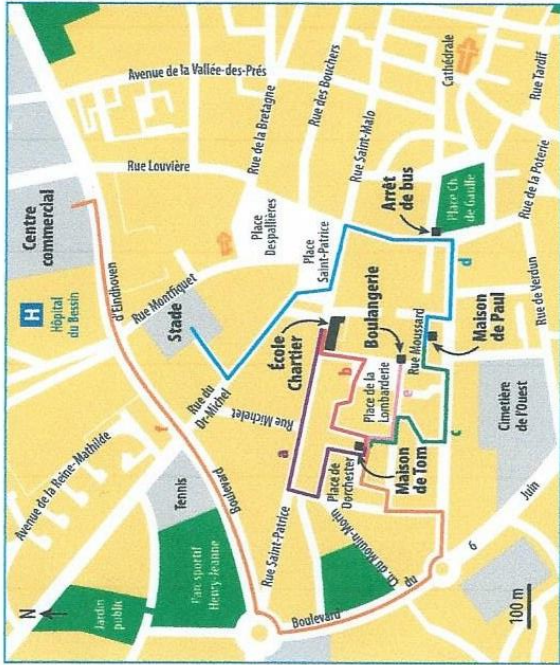 N
Jardin
public
Avenue de la Reine-Mathilde
Parc sportif
Henry-Jeanne
Tennis
Boulevard
f
d'Eindhoven
H
Hôpital
du Bessin
Centre
commercial
Avenue de la Vallée-des-Prés
Rue Louvière
Rue Montfiquet
Stade
Rue du
Dr-Michel
Rue Michelet
Rue Saint-Patrice
a
École
Chartier
b
Place
Despallières
Rue de la Bretagne
Rue des Bouchers
Place
Saint-Patrice
Rue Saint-Malo
Cathédrale
Rue Tardif
Boulevard
du
6
Juin
Ch. du Moulin-Morin
Place de
Dorchester
Maison
de Tom
Place de la
Lombarderie
e
Boulangerie
Rue Moussard
c
Maison
de Paul
d
Arrêt
de bus
Place Ch.
de Gaulle
Rue de la Poterie
Rue de Verdun
Cimetière
de l'Ouest
100 m